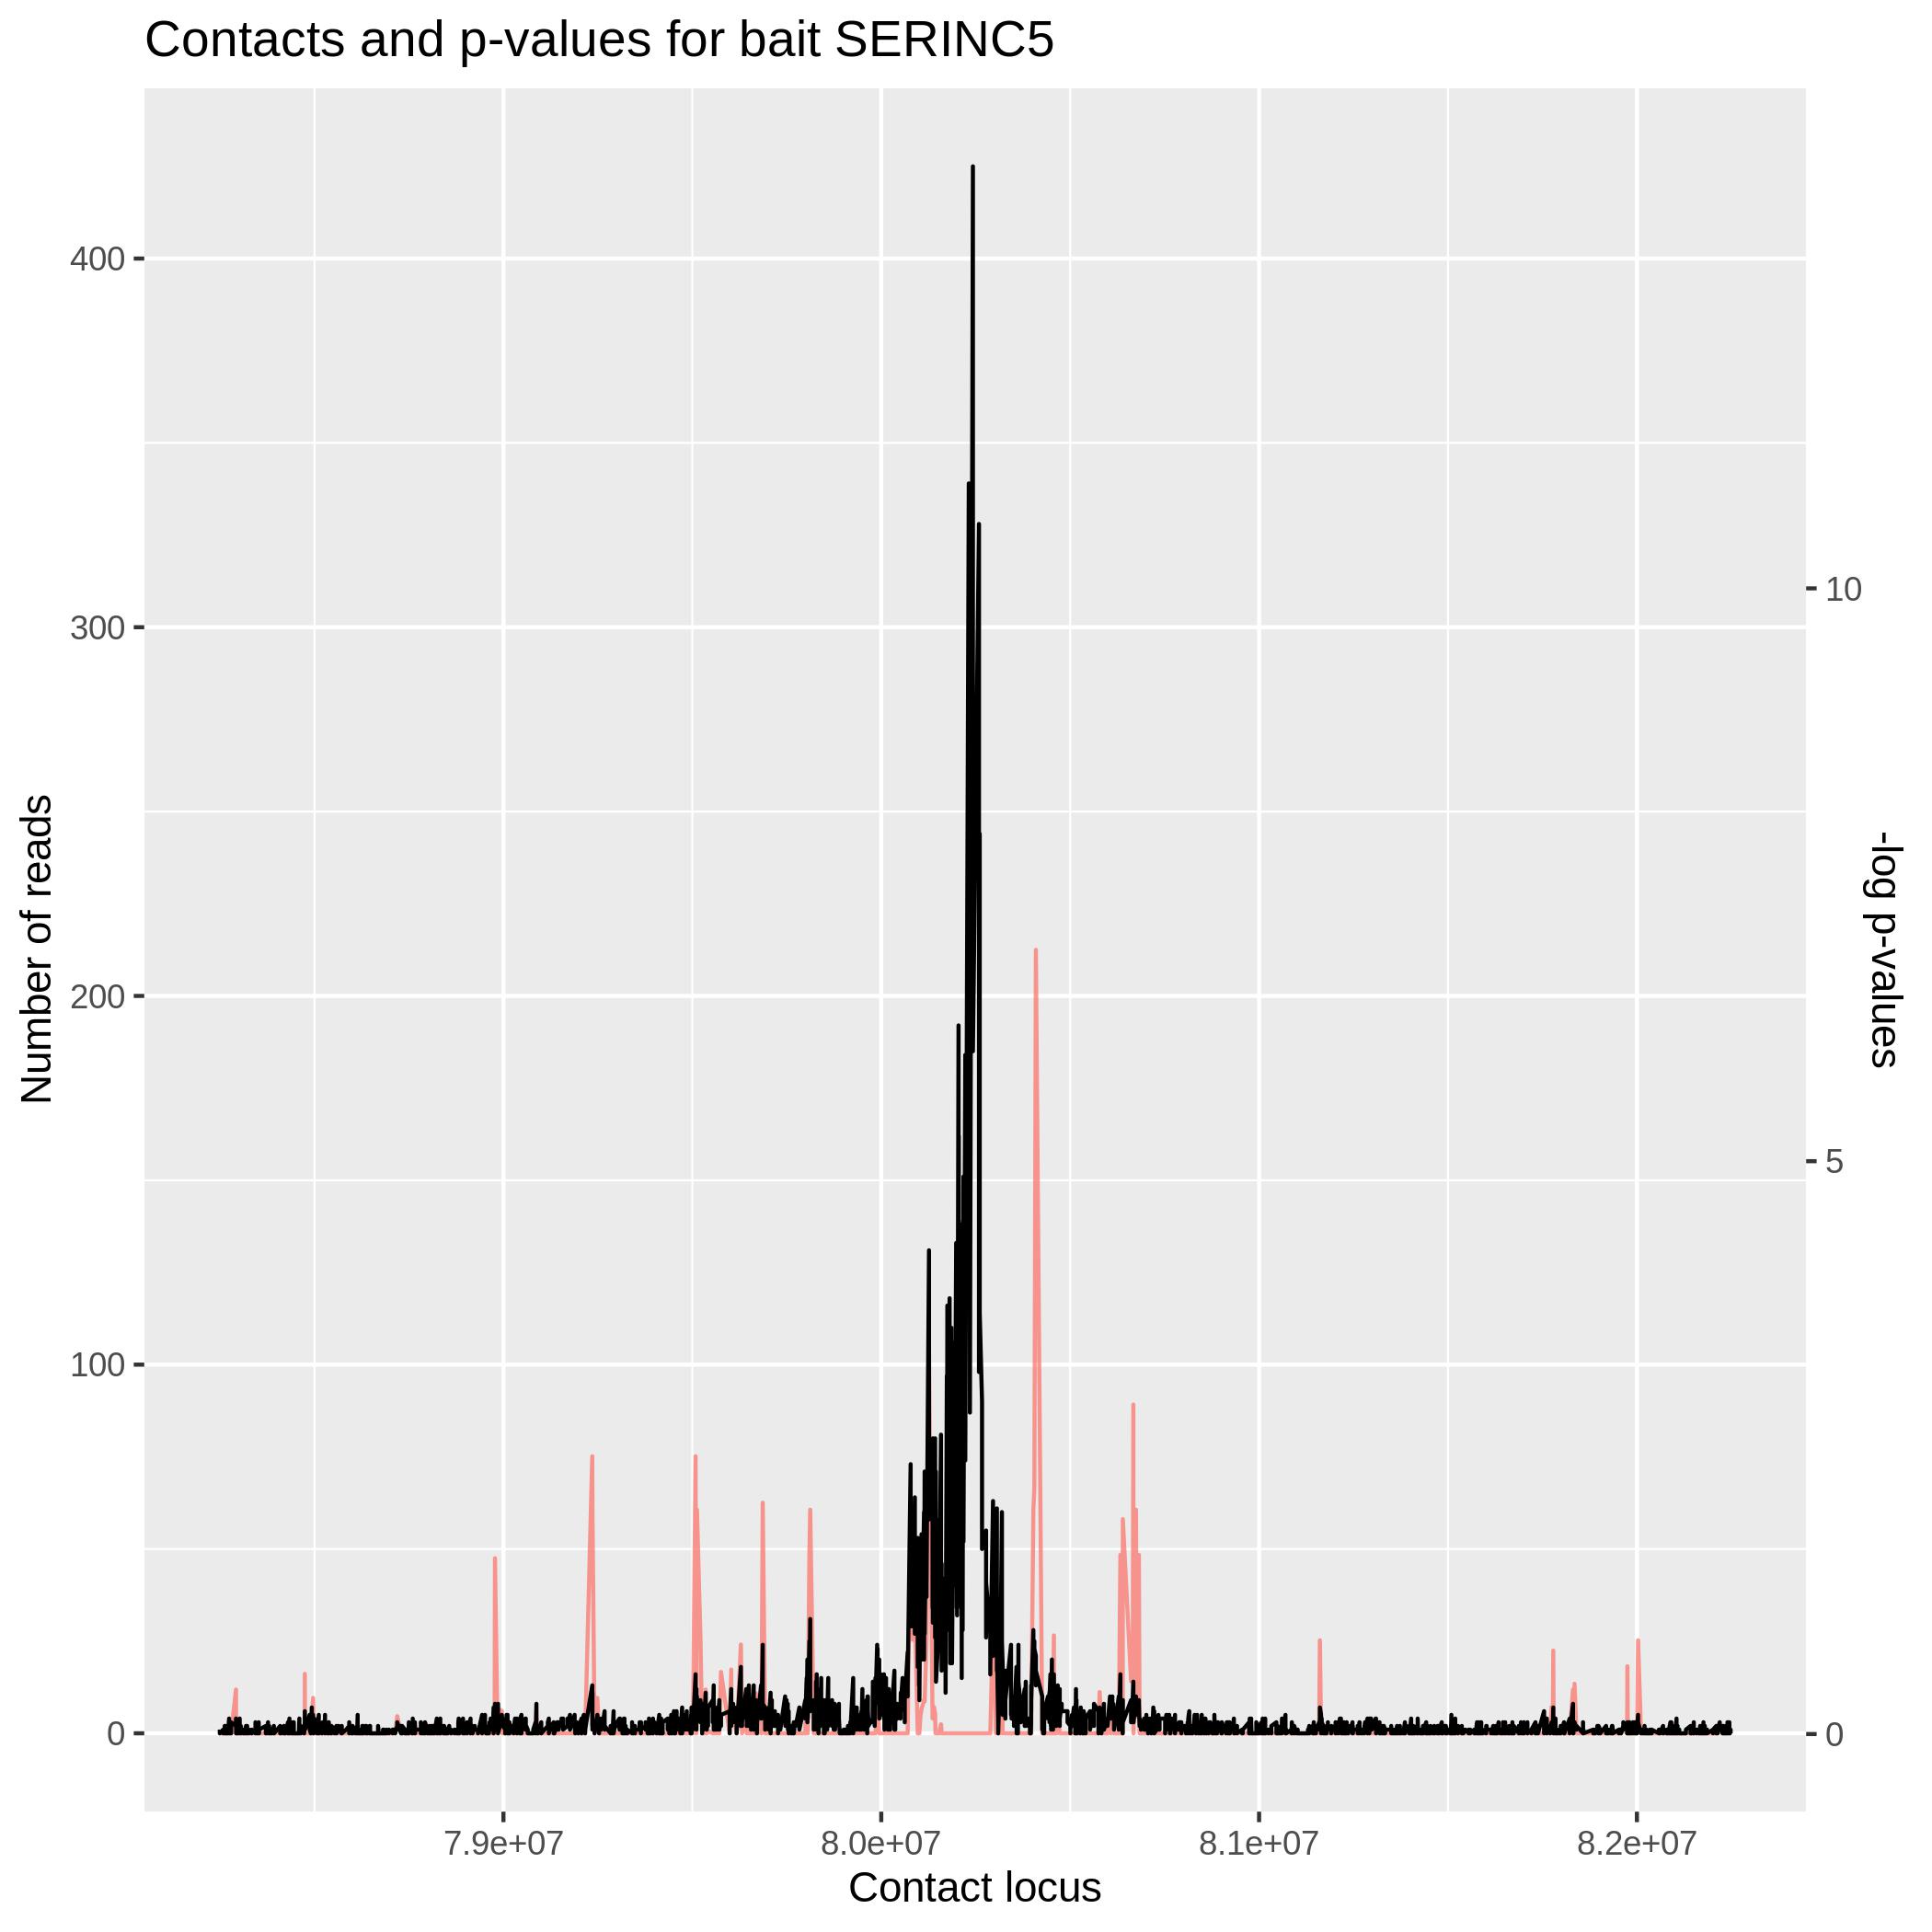 Contacts and p-values for bait SERINC5
400
300
200
100
0
Number of reads
10
5
0
-log p-values
7.9e+07
8.0e+07
8.1e+07
8.2e+07
Contact locus